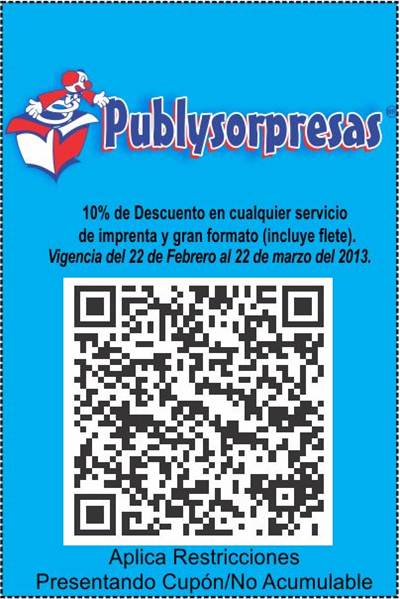 Publysorpresas
10% de Descuento en cualquier servicio
de imprenta y gran formato (incluye flete).
Vigencia del 22 de Febrero al 22 de marzo del 2013.
Aplica Restricciones
Presentando Cupón/No Acumulable